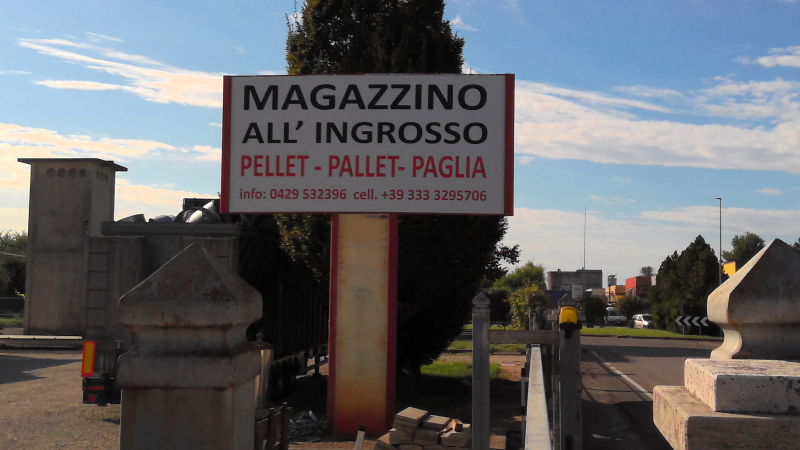 MAGAZZINO
ALL' INGROSSO
PELLET - PALLET- PAGLIA
info: 0429 532396 cell. +39 333 3295706